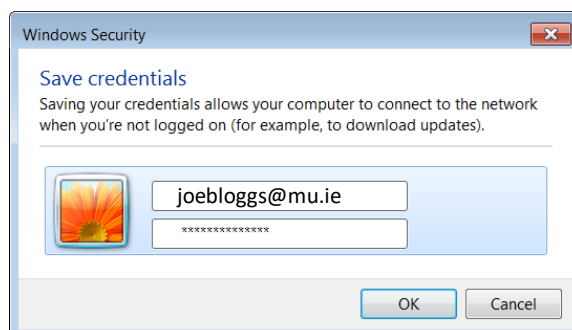 Windows Security
Save credentials
Saving your credentials allows your computer to connect to the network
when you're not logged on (for example, to download updates).
joebloggs@mu.ie
**************
OK
Cancel